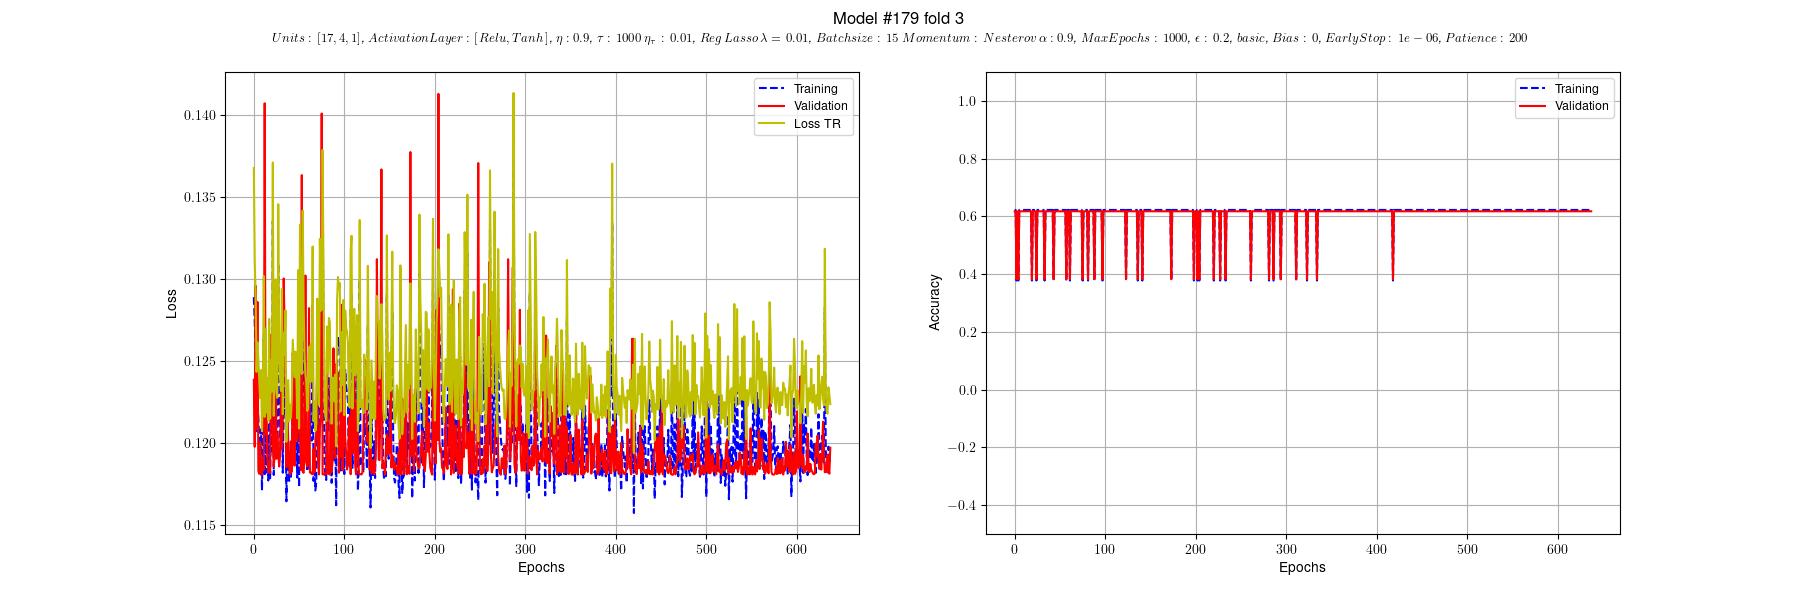 Model #179 fold 3
Units : [17, 4, 1], ActivationLayer : [Relu, Tanh], η : 0.9, τ : 1000 ητ : 0.01, Reg Lasso λ = 0.01, Batchsize : 15 Momentum : Nesterov α : 0.9, MaxEpochs : 1000, ϵ : 0.2, basic, Bias : 0, EarlyStop : 1e − 06, Patience : 200
Training
Validation
Loss TR
0.140
0.135
0.130
0.125
0.120
0.115
Loss
0 100 200 300 400 500 600
Epochs
Training
Validation
1.0
0.8
0.6
0.4
0.2
0.0
−0.2
−0.4
Accuracy
0 100 200 300 400 500 600
Epochs